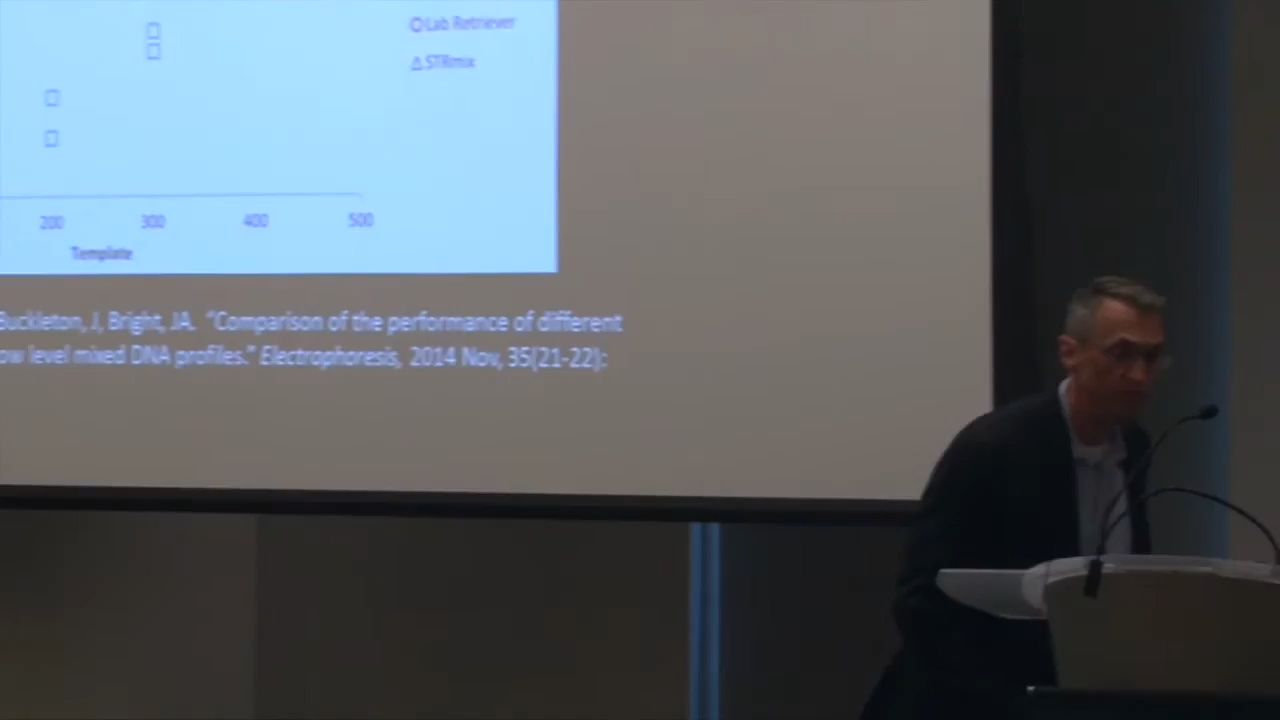 Lab Retriever
STRmix
200 300 400 500
Template
Buckleton, J, Bright, JA. “Comparison of the performance of different
ow level mixed DNA profiles.” Electrophoresis, 2014 Nov, 35(21-22):